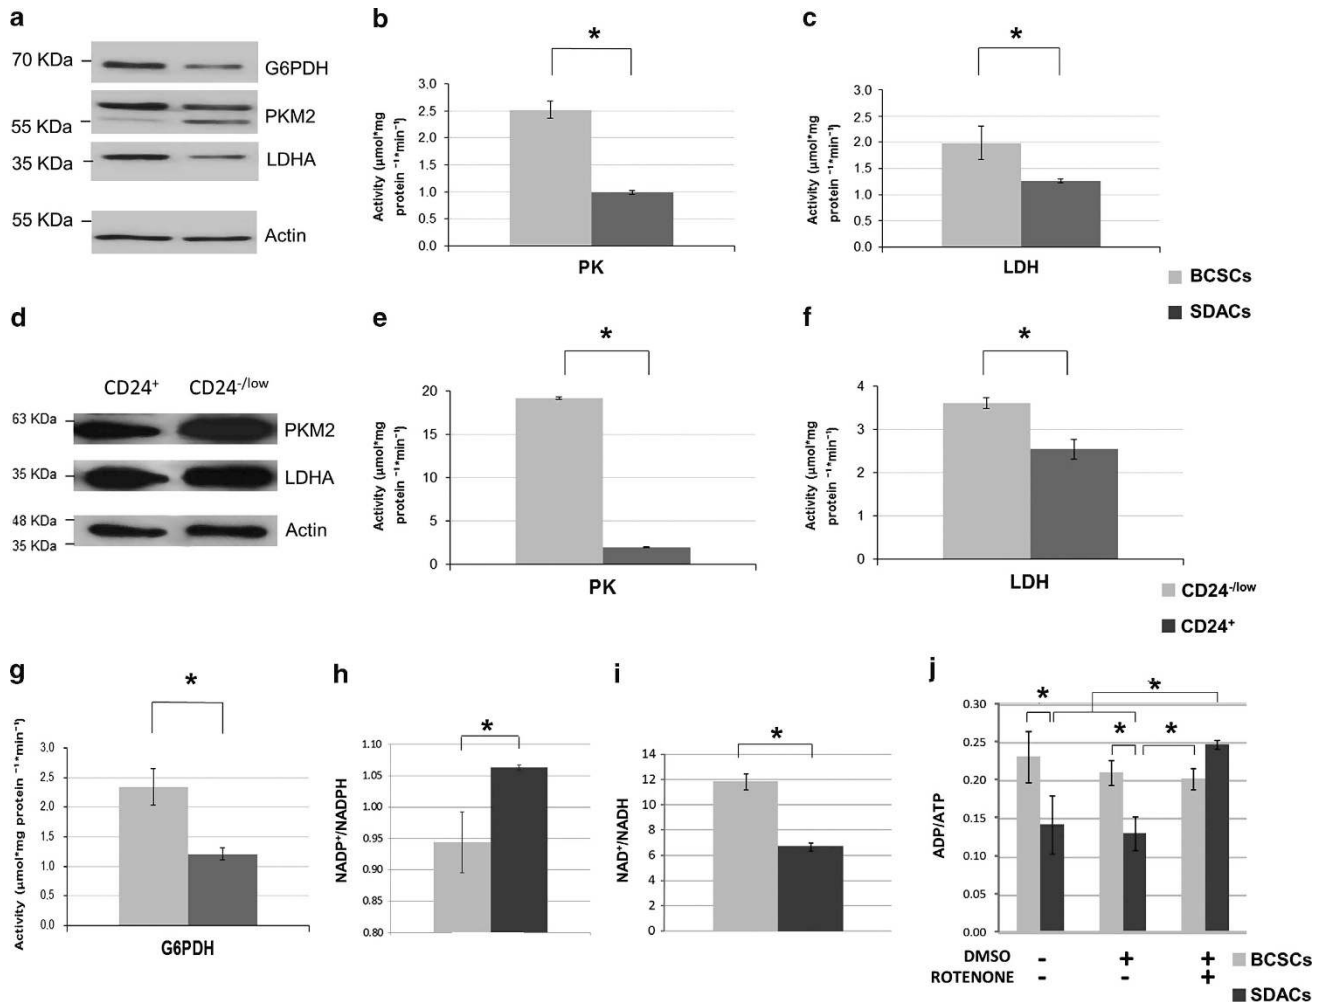 a
70 KDa
G6PDH
PKM2
55 KDa
35 KDa
LDHA
55 KDa
Actin
b
*
Activity (µmol*mg
protein ⁻¹*min⁻¹)
3.0
2.5
2.0
1.5
1.0
0.5
0.0
PK
c
*
Activity (µmol*mg
protein ⁻¹*min⁻¹)
3.0
2.5
2.0
1.5
1.0
0.5
0.0
LDH
BCSCs
SDACs
d
CD24⁺ CD24⁻/ˡᵒʷ
63 KDa
PKM2
35 KDa
LDHA
48 KDa
Actin
35 KDa
e
*
Activity (µmol*mg
protein ⁻¹*min⁻¹)
20
15
10
5
0
PK
f
*
Activity (µmol*mg
protein ⁻¹*min⁻¹)
4
3
2
1
0
LDH
CD24⁻/ˡᵒʷ
CD24⁺
g
*
Activity (µmol*mg protein ⁻¹*min⁻¹)
3.0
2.5
2.0
1.5
1.0
0.5
0.0
G6PDH
h
*
NADP⁺/NADPH
1.10
1.05
1.00
0.95
0.90
0.85
0.80
i
*
NAD⁺/NADH
14
12
10
8
6
4
2
0
j
* *
* *
ADP/ATP
0.30
0.25
0.20
0.15
0.10
0.05
0.00
DMSO - + +
ROTENONE - - +
BCSCs
SDACs